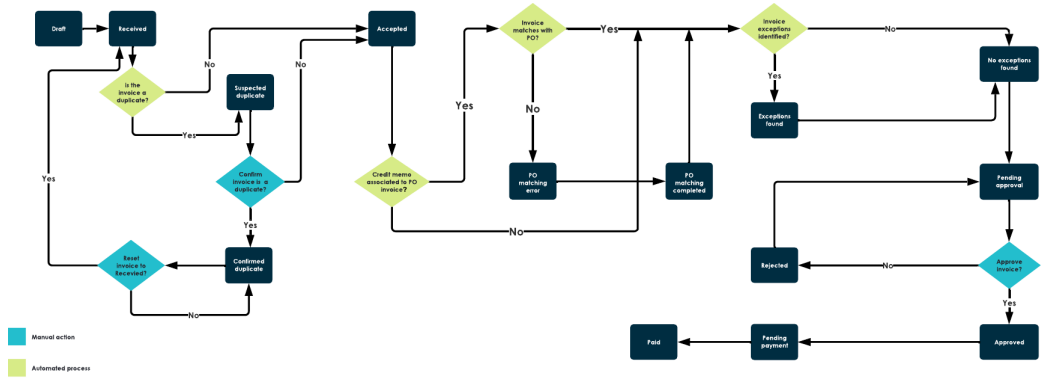 Draft
Received
Accepted
Invoice
matches with
PO?
Yes
Invoice
exceptions
identified?
No
No exceptions
found
No
No
Is the
invoice a
duplicate?
Suspected
duplicate
Yes
Yes
Yes
No
Exceptions
found
Yes
Confirm
invoice is a
duplicate?
Credit memo
associated to PO
invoice?
PO
matching
error
PO
matching
completed
Pending
approval
Yes
No
Reset
invoice to
Recevied?
Confirmed
duplicate
Rejected
No
Approve
invoice?
No
Yes
Manual action
Paid
Pending
payment
Approved
Automated process